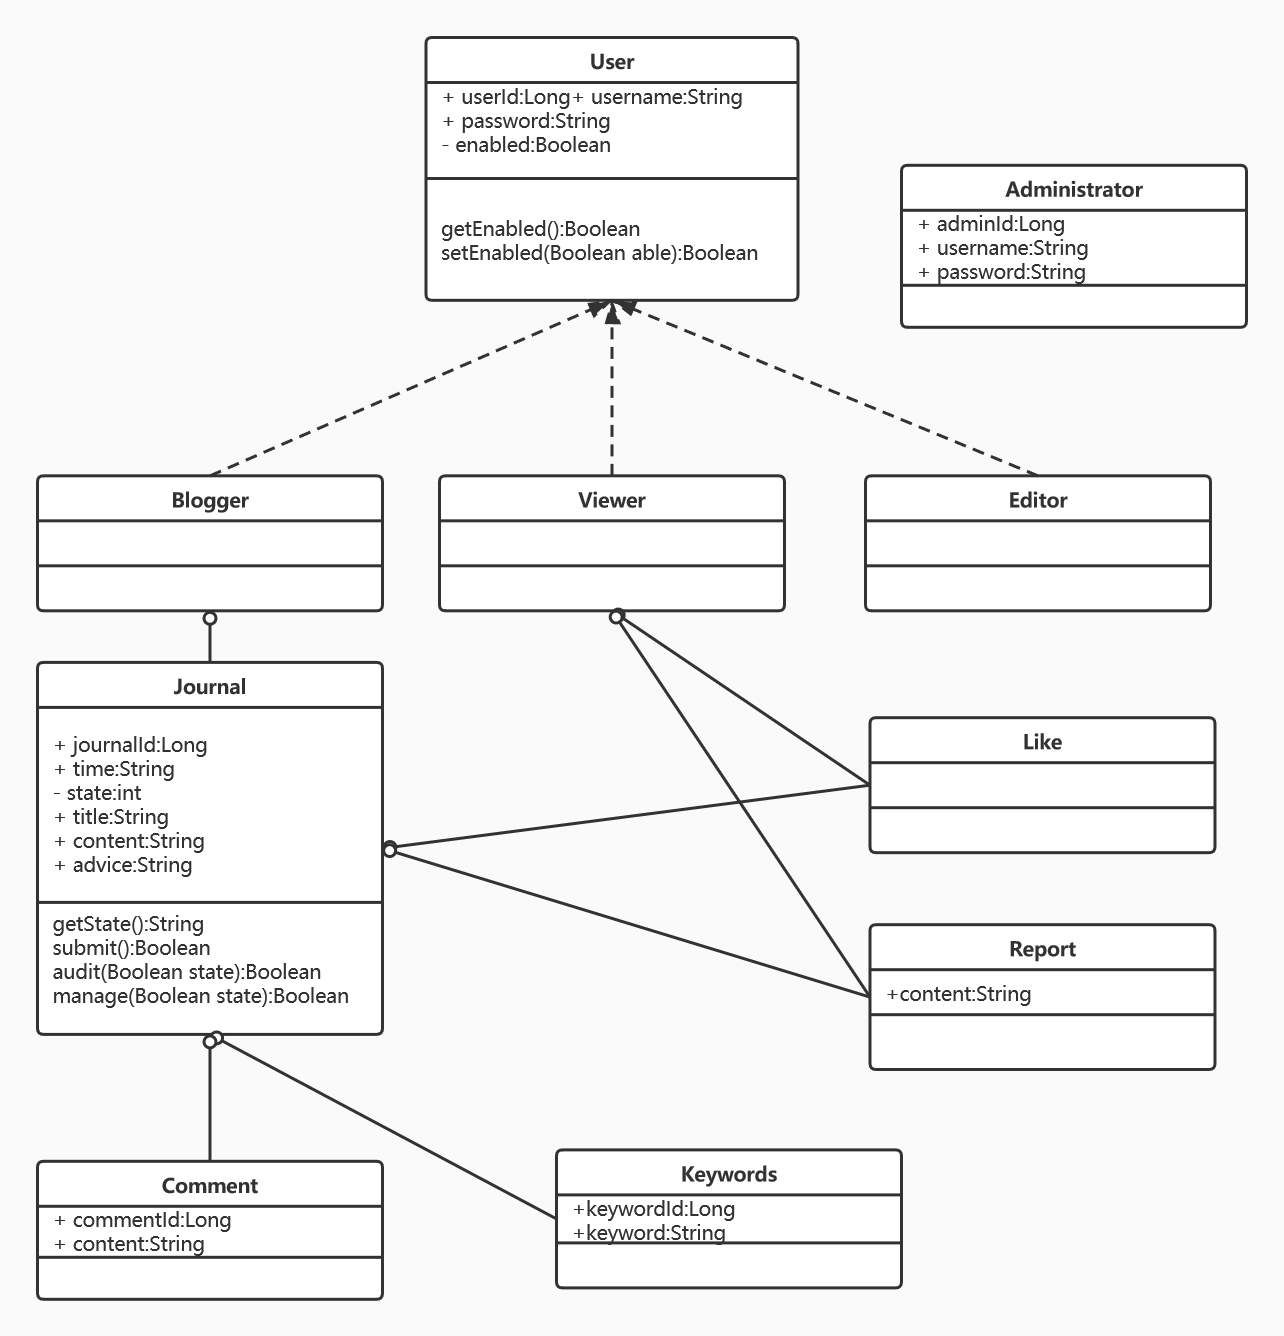 User
+ userId:Long+ username:String
+ password:String
- enabled:Boolean
getEnabled():Boolean
setEnabled(Boolean able):Boolean
Administrator
+ adminId:Long
+ username:String
+ password:String
Blogger
Viewer
Editor
Journal
+ journalId:Long
+ time:String
- state:int
+ title:String
+ content:String
+ advice:String
getState():String
submit():Boolean
audit(Boolean state):Boolean
manage(Boolean state):Boolean
Like
Report
+content:String
Comment
+ commentId:Long
+ content:String
Keywords
+keywordId:Long
+keyword:String